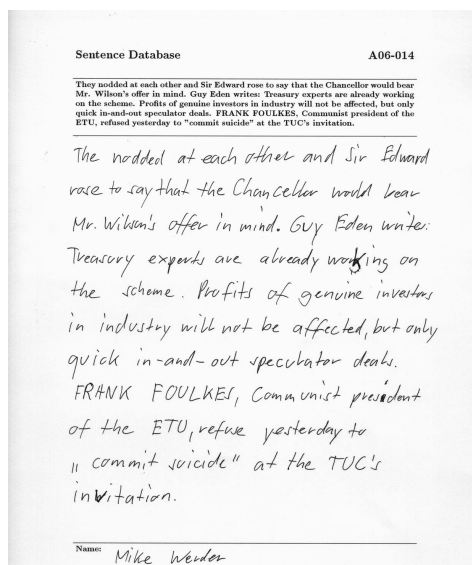 Sentence Database A06-014
They nodded at each other and Sir Edward rose to say that the Chancellor would bear
Mr. Wilson's offer in mind. Guy Eden writes: Treasury experts are already working
on the scheme. Profits of genuine investors in industry will not be affected, but only
quick in-and-out speculator deals. FRANK FOULKES, Communist president of the
ETU, refused yesterday to "commit suicide" at the TUC's invitation.
The nodded at each other and Sir Edward
rose to say that the Chancellor would bear
Mr. Wilson's offer in mind. Guy Eden writer:
Treasury experts are already working on
the scheme. Profits of genuine investors
in industry will not be affected, but only
quick in-and-out speculator deals.
FRANK FOULKES, Communist president
of the ETU, refuse yesterday to
„ commit suicide" at the TUC's
invitation.
Name: Mike Werder